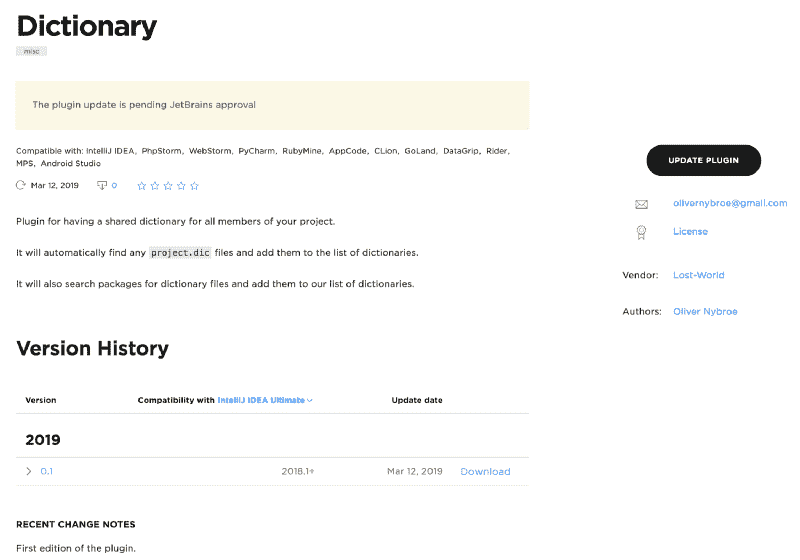 Dictionary
misc
The plugin update is pending JetBrains approval
Compatible with: IntelliJ IDEA, PhpStorm, WebStorm, PyCharm, RubyMine, AppCode, CLion, GoLand, DataGrip, Rider,
MPS, Android Studio
Mar 12, 2019 0
Plugin for having a shared dictionary for all members of your project.
It will automatically find any project.dic files and add them to the list of dictionaries.
It will also search packages for dictionary files and add them to our list of dictionaries.
UPDATE PLUGIN
olivernybroe@gmail.com
License
Vendor: Lost-World
Authors: Oliver Nybroe
Version History
Version Compatibility with IntelliJ IDEA Ultimate Update date
2019
0.1 2018.1+ Mar 12, 2019 Download
RECENT CHANGE NOTES
First edition of the plugin.